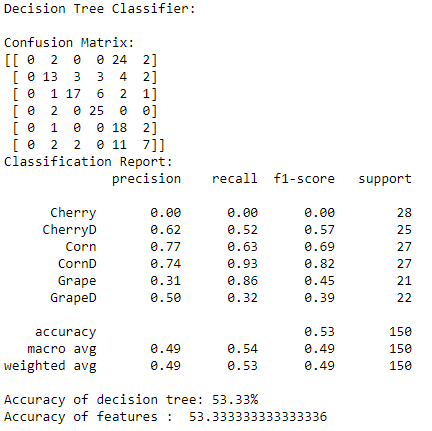 Decision Tree Classifier:
Confusion Matrix:
[[ 0  2  0  0 24  2]
 [ 0 13  3  3  4  2]
 [ 0  1 17  6  2  1]
 [ 0  2  0 25  0  0]
 [ 0  1  0  0 18  2]
 [ 0  2  2  0 11  7]]
Classification Report:
              precision    recall  f1-score   support
      Cherry       0.00      0.00      0.00        28
     CherryD       0.62      0.52      0.57        25
        Corn       0.77      0.63      0.69        27
       CornD       0.74      0.93      0.82        27
       Grape       0.31      0.86      0.45        21
      GrapeD       0.50      0.32      0.39        22
    accuracy                           0.53       150
   macro avg       0.49      0.54      0.49       150
weighted avg       0.49      0.53      0.49       150
Accuracy of decision tree: 53.33%
Accuracy of features :  53.333333333333336